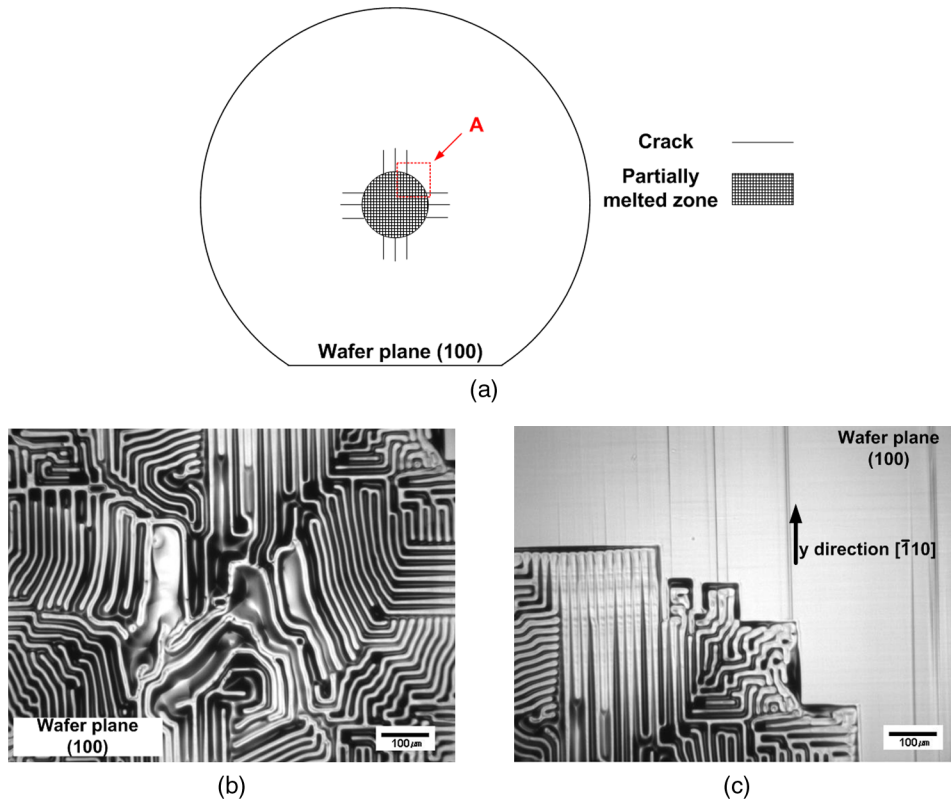 A
Crack
Partially
melted zone
Wafer plane (100)
(a)
Wafer plane
(100)
100㎛
(b)
Wafer plane
(100)
y direction [1̄10]
100㎛
(c)